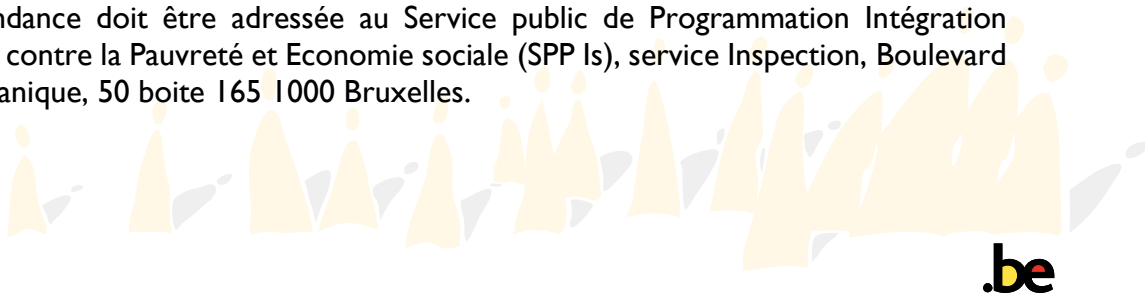 ndance doit être adressée au Service public de Programmation Intégration
contre la Pauvreté et Economie sociale (SPP Is), service Inspection, Boulevard
anique, 50 boite 165 1000 Bruxelles.
.be